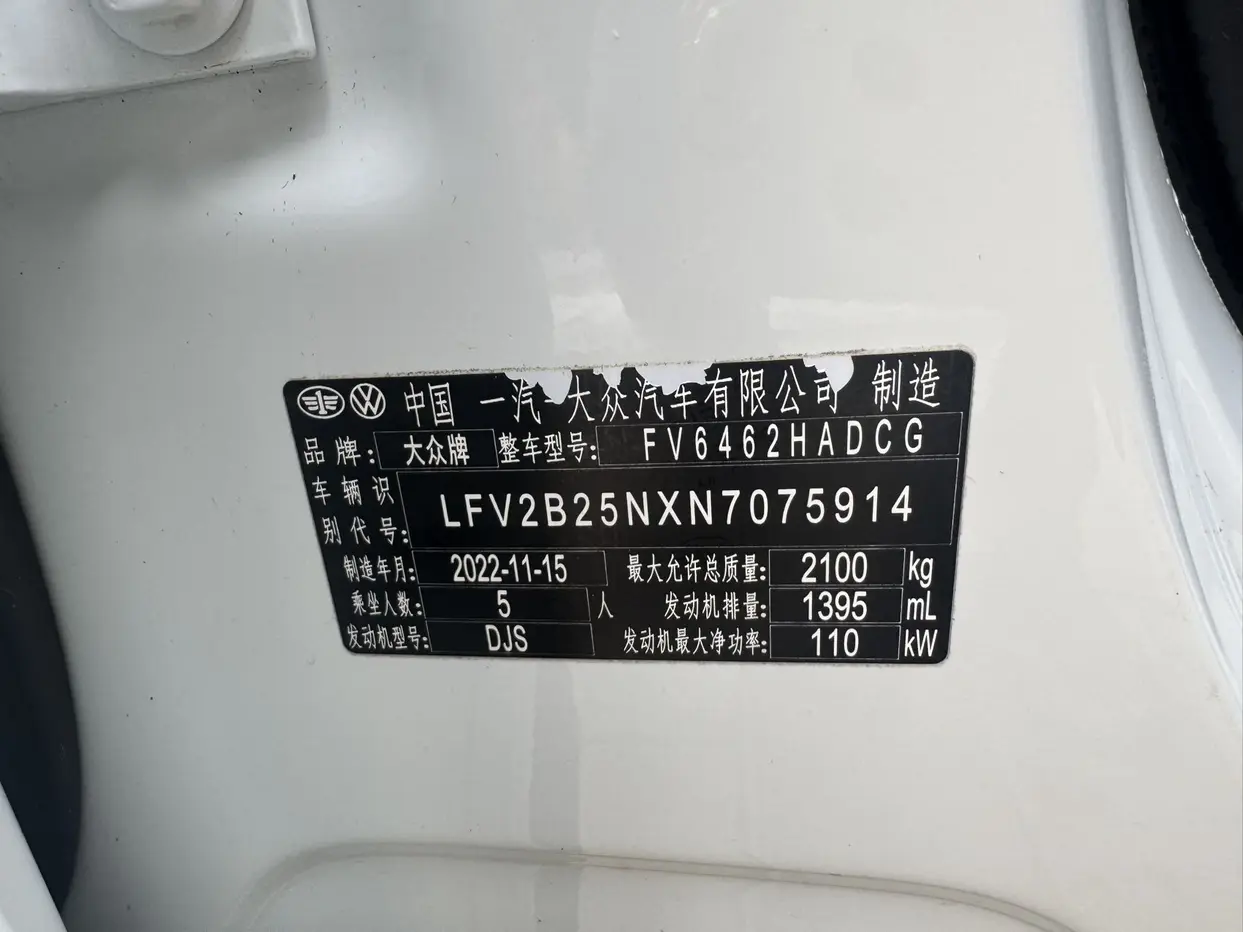 中国 一汽-大众汽车有限公司 制造
品牌: 大众牌 整车型号: FV6462HADCG
车辆识别代号: LFV2B25NXN7075914
制造年月: 2022-11-15 最大允许总质量: 2100 kg
乘坐人数: 5 人 发动机排量: 1395 mL
发动机型号: DJS 发动机最大净功率: 110 kW